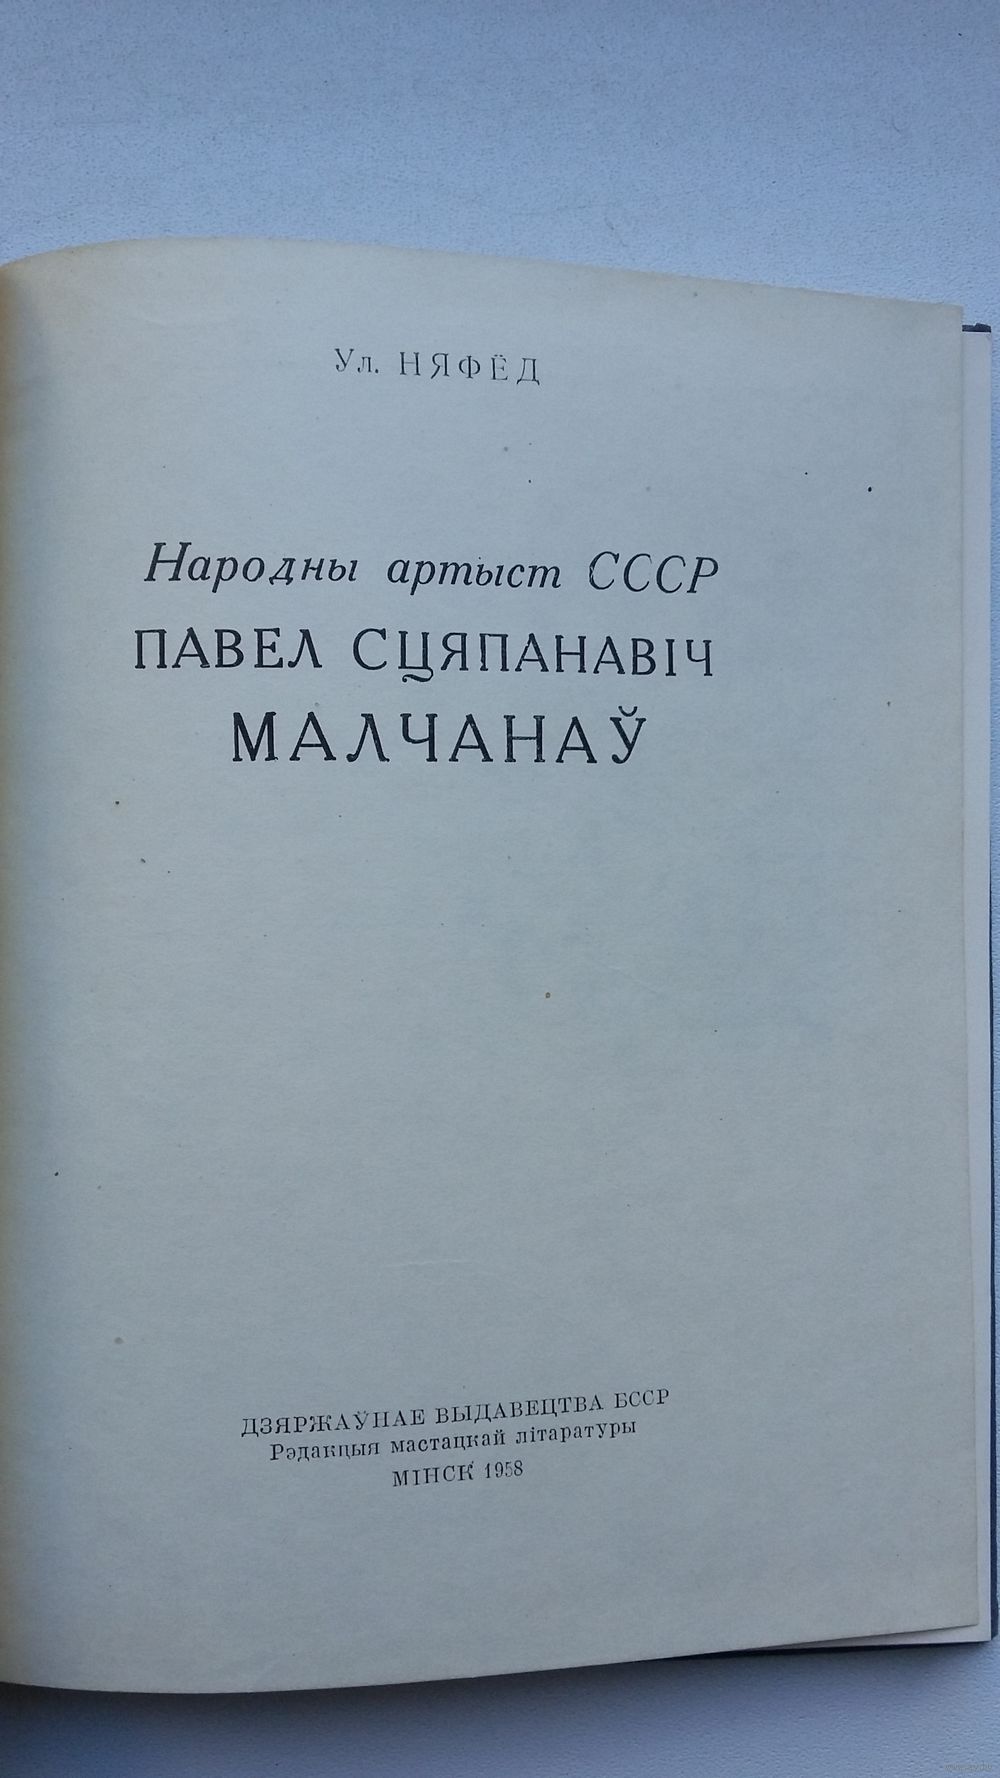 Ул. НЯФЁД
Народны артыст СССР
ПАВЕЛ СЦЯПАНАВІЧ
МАЛЧАНАЎ
ДЗЯРЖАЎНАЕ ВЫДАВЕЦТВА БССР
Рэдакцыя мастацкай літаратуры
МІНСК 1958